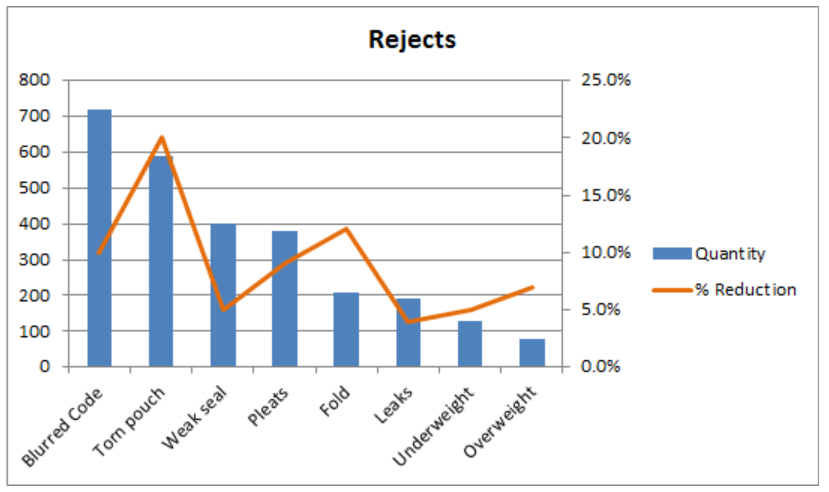 Rejects
800
700
600
500
400
300
200
100
0
25.0%
20.0%
15.0%
10.0%
5.0%
0.0%
Blurred Code
Torn pouch
Weak seal
Pleats
Fold
Leaks
Underweight
Overweight
Quantity
% Reduction